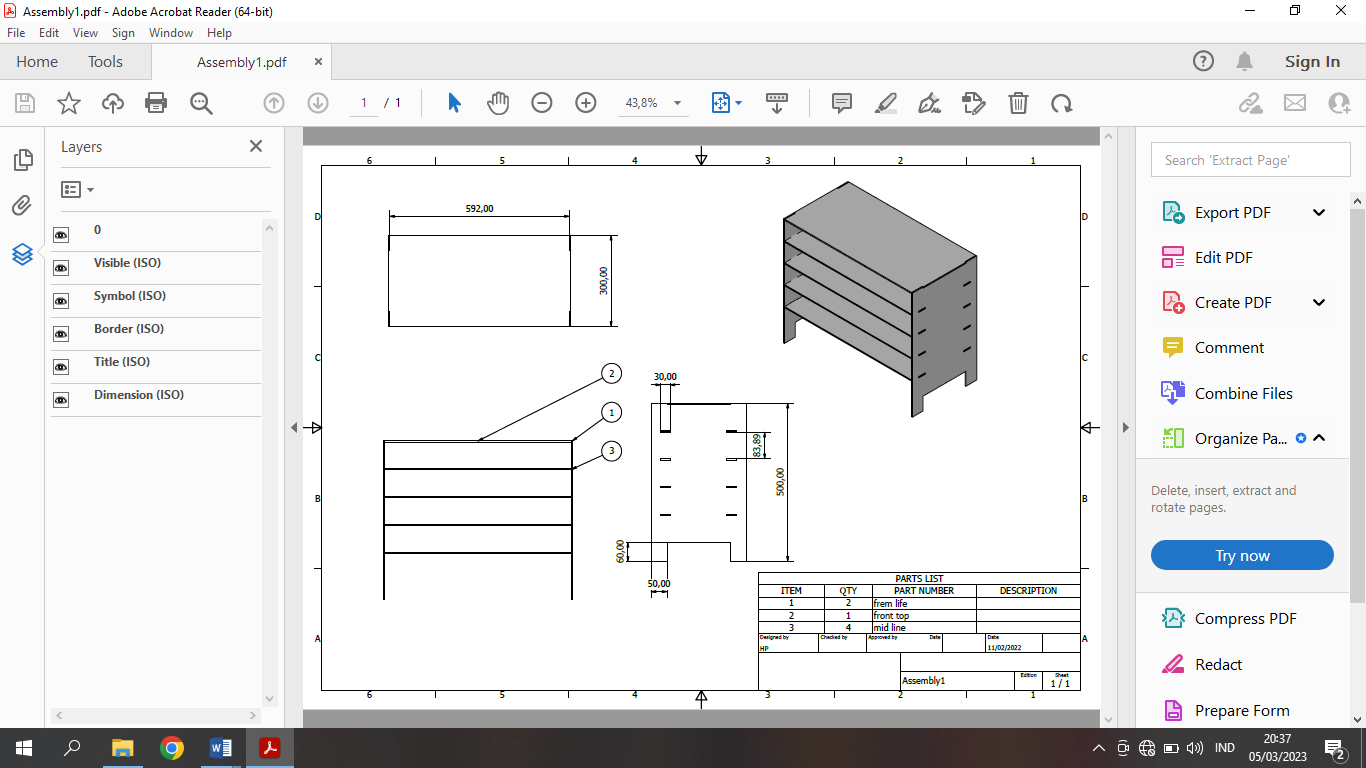 Assembly1.pdf - Adobe Acrobat Reader (64-bit)
File Edit View Sign Window Help
Home Tools Assembly1.pdf × Sign In
1 / 1 43,8%
Layers
0
Visible (ISO)
Symbol (ISO)
Border (ISO)
Title (ISO)
Dimension (ISO)
6 5 4 3 2 1
D
C
B
A
D
C
B
A
592,00
300,00
2
1
3
30,00
83,89
500,00
60,00
50,00
PARTS LIST
ITEM QTY PART NUMBER DESCRIPTION
1 2 frem life
2 1 front top
3 4 mid line
Designed by Checked by Approved by Date Date
HP 11/02/2022
Assembly1
Edition Sheet
1 / 1
6 5 4 3 2 1
Search 'Extract Page'
Export PDF
Edit PDF
Create PDF
Comment
Combine Files
Organize Pa...
Delete, insert, extract and
rotate pages.
Try now
Compress PDF
Redact
Prepare Form
IND
20:37
05/03/2023
2